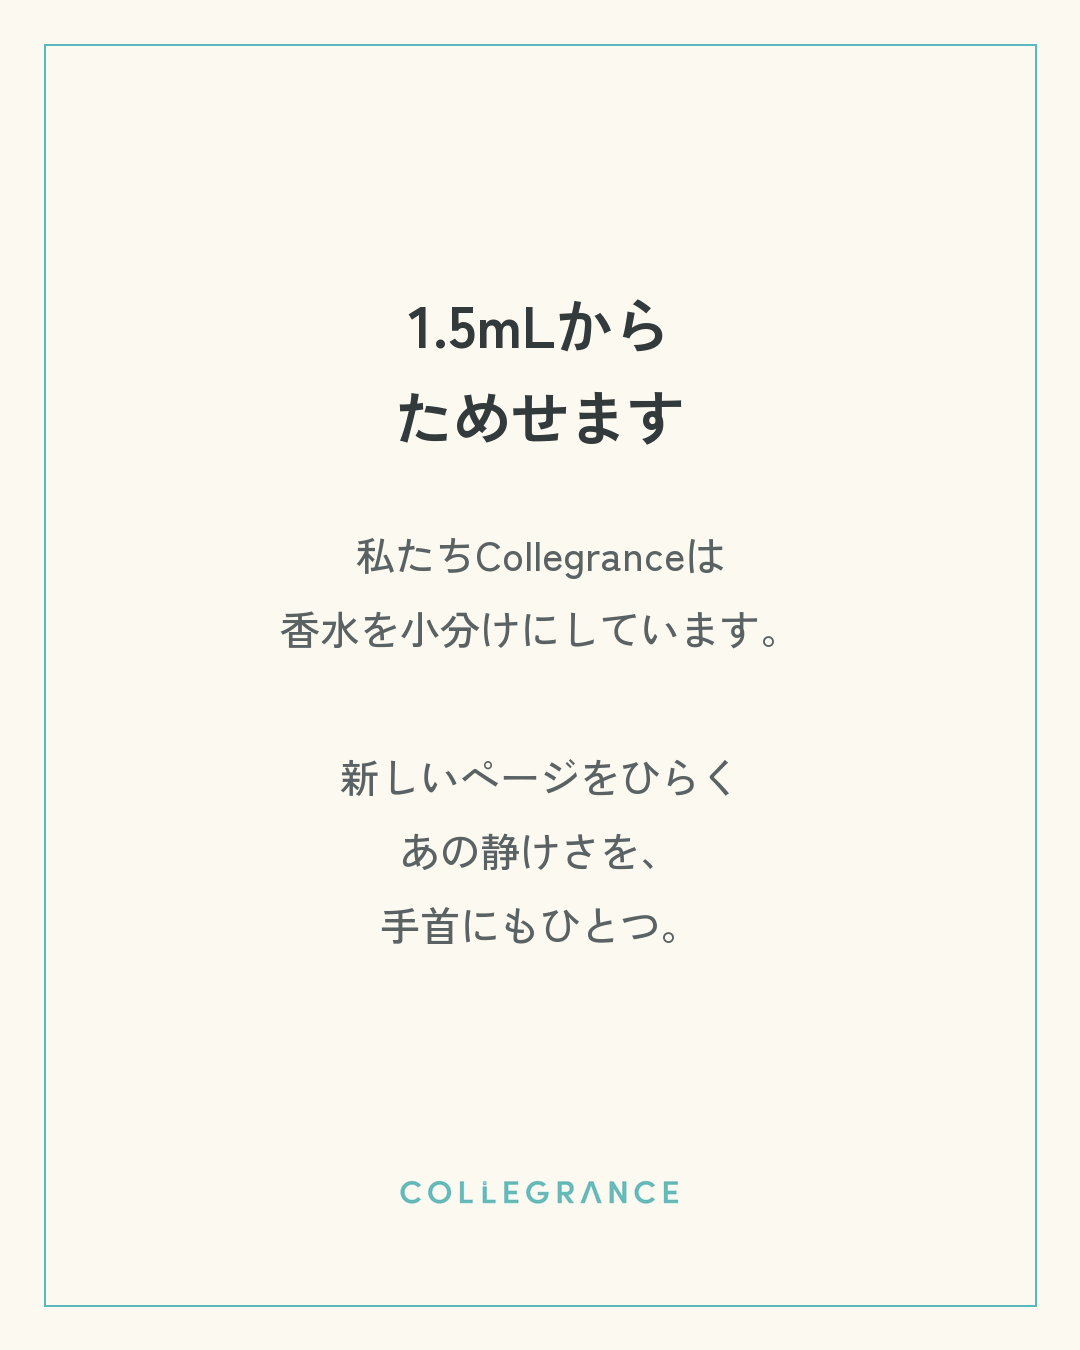 1.5mLから
ためせます
私たちCollegranceは
香水を小分けにしています。
新しいページをひらく
あの静けさを、
手首にもひとつ。
COLLEGRANCE